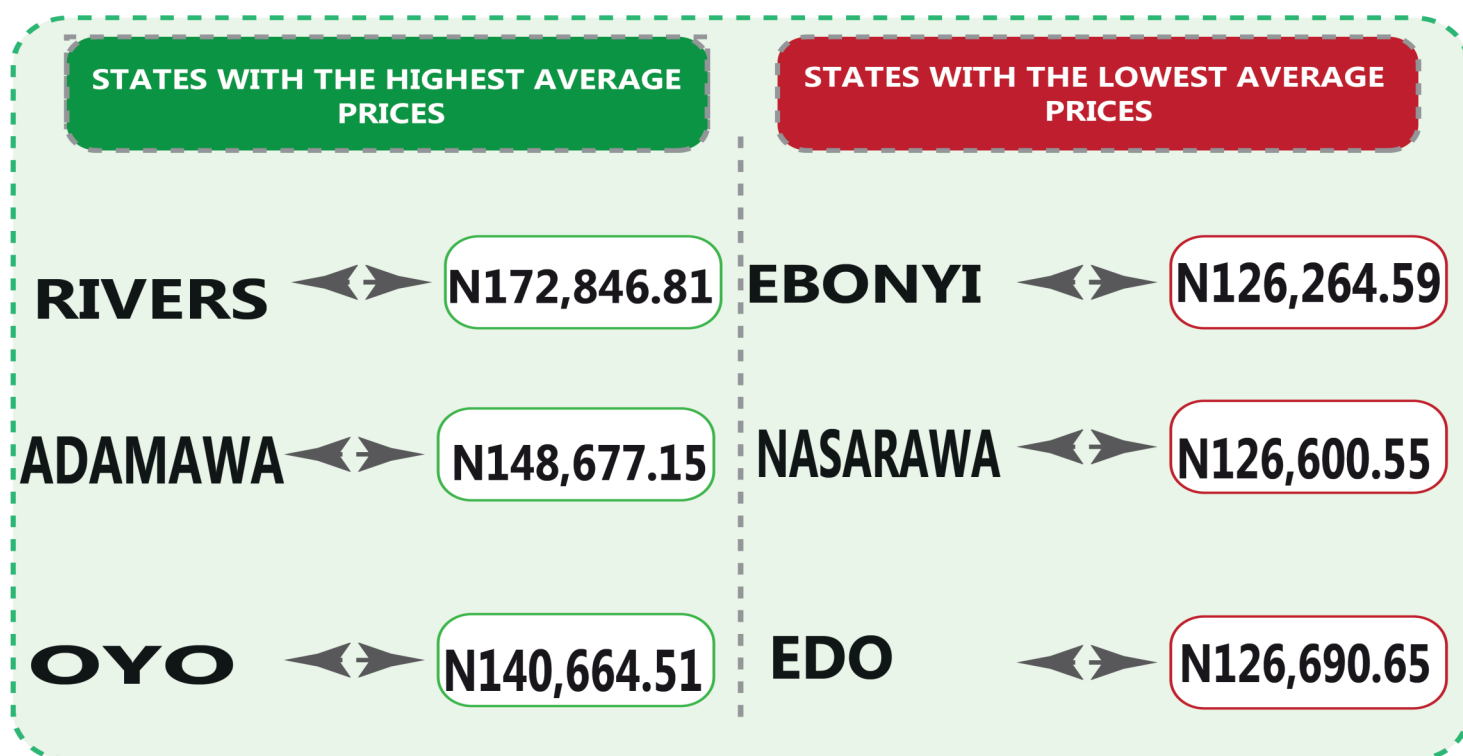 STATES WITH THE HIGHEST AVERAGE
PRICES
RIVERS N172,846.81
ADAMAWA N148,677.15
OYO N140,664.51
STATES WITH THE LOWEST AVERAGE
PRICES
EBONYI N126,264.59
NASARAWA N126,600.55
EDO N126,690.65